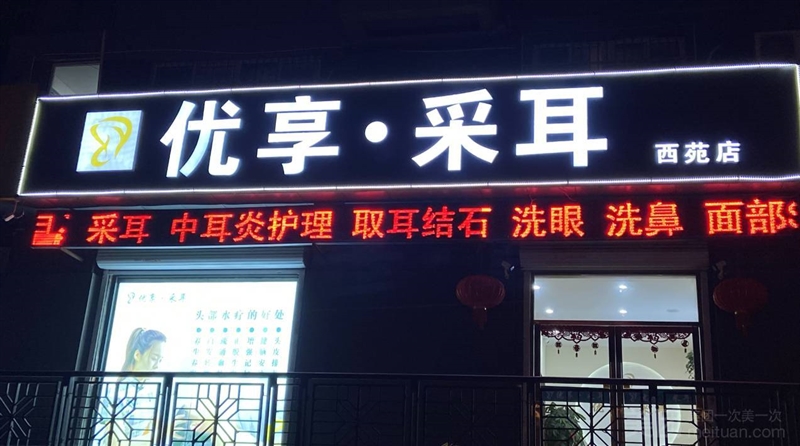 优享·采耳
西苑店
采耳 中耳炎护理 取耳结石 洗眼 洗鼻 面部
优享·采耳
头部水疗的好处
一次美一次
meituan.com